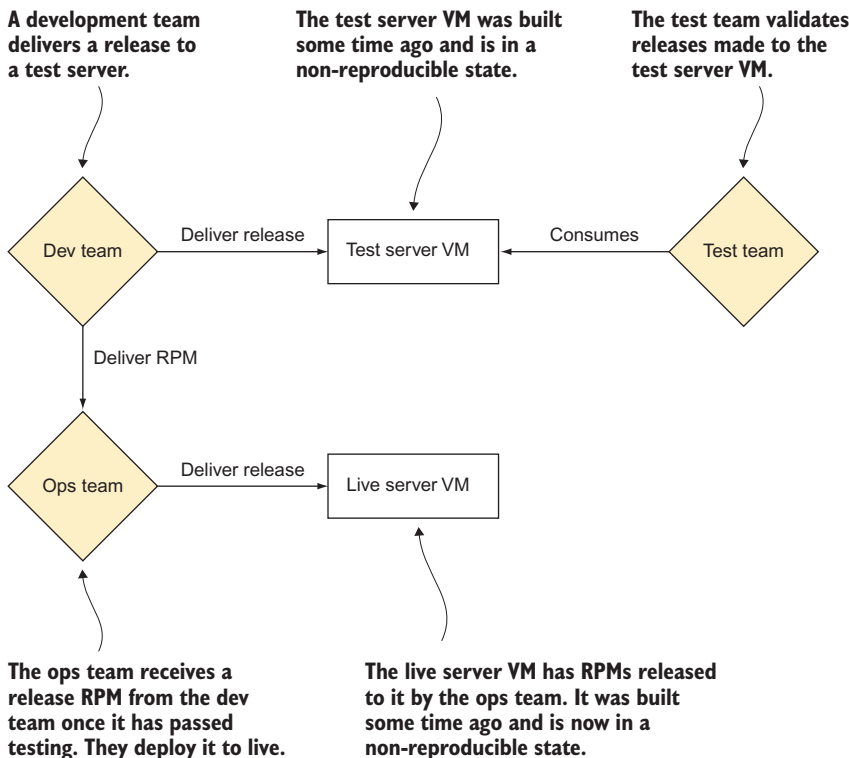 A development team
delivers a release to
a test server.
The test server VM was built
some time ago and is in a
non-reproducible state.
The test team validates
releases made to the
test server VM.
Dev team
Deliver release
Test server VM
Consumes
Test team
Deliver RPM
Ops team
Deliver release
Live server VM
The ops team receives a
release RPM from the dev
team once it has passed
testing. They deploy it to live.
The live server VM has RPMs released
to it by the ops team. It was built
some time ago and is now in a
non-reproducible state.